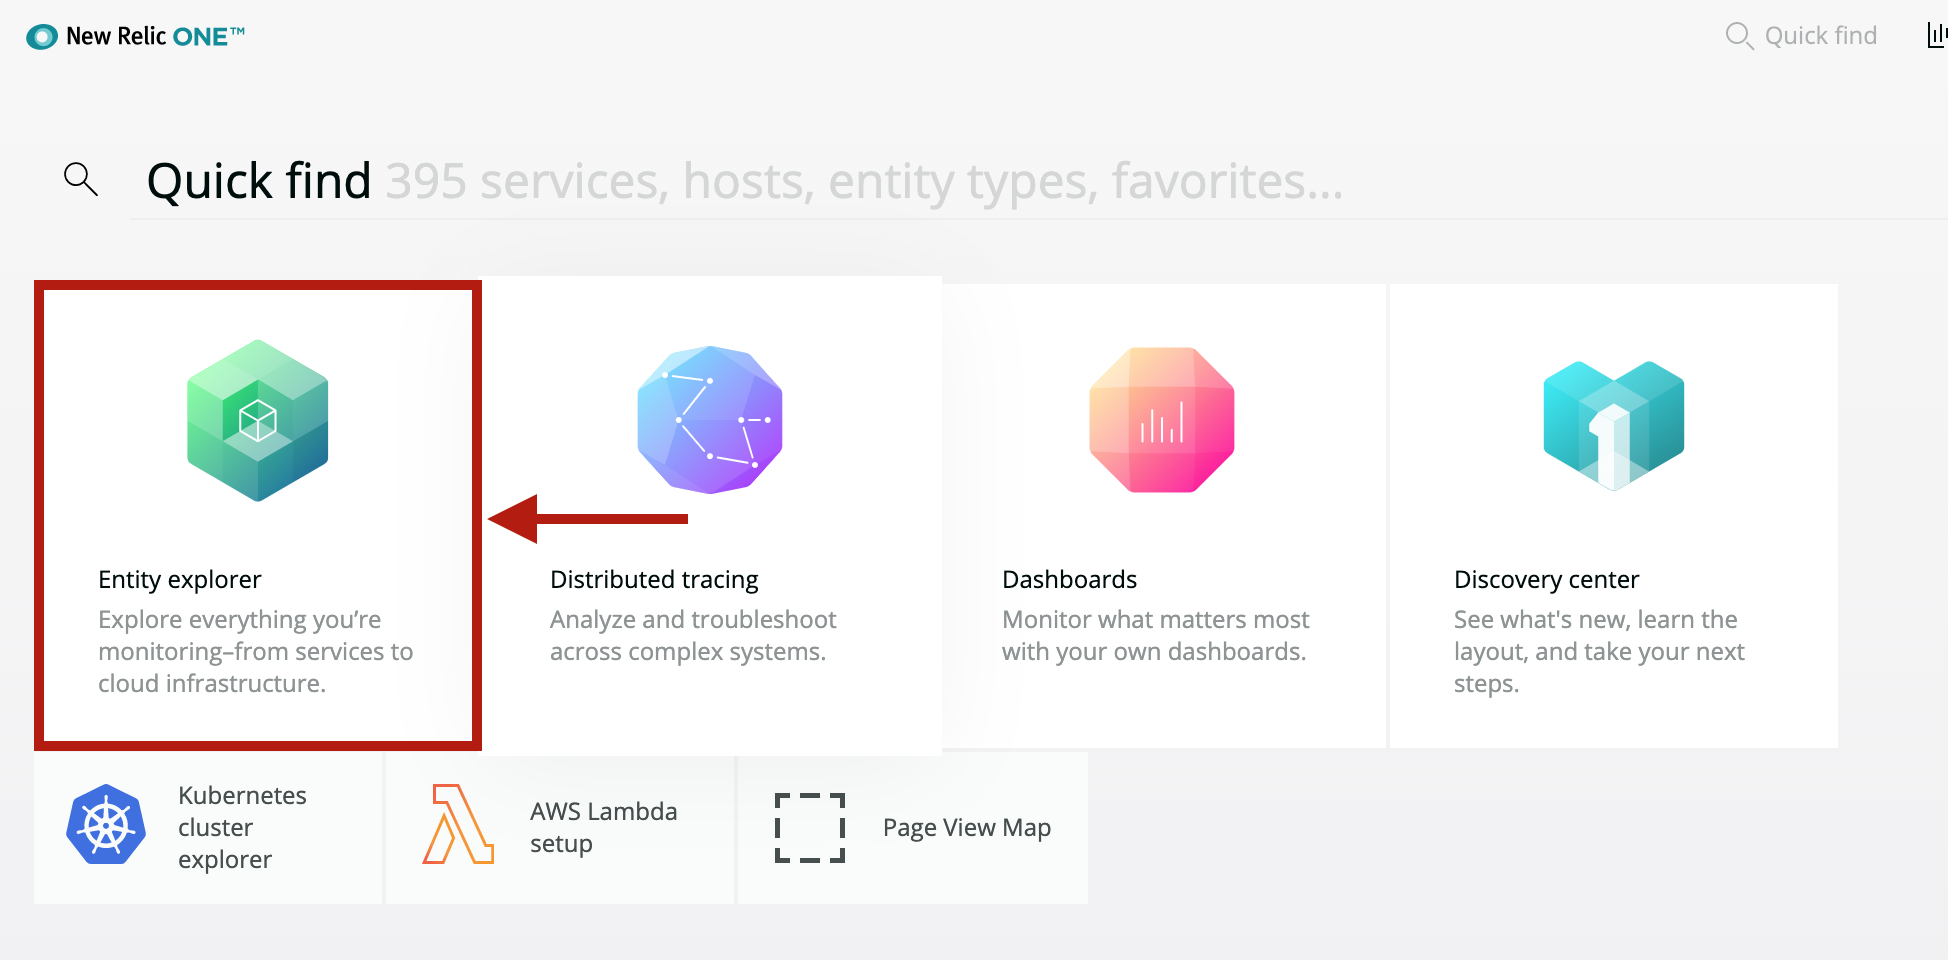 New Relic ONE™
Quick find
Quick find 395 services, hosts, entity types, favorites...
Entity explorer
Explore everything you’re
monitoring–from services to
cloud infrastructure.
Distributed tracing
Analyze and troubleshoot
across complex systems.
Dashboards
Monitor what matters most
with your own dashboards.
1
Discovery center
See what's new, learn the
layout, and take your next
steps.
Kubernetes
cluster
explorer
AWS Lambda
setup
Page View Map